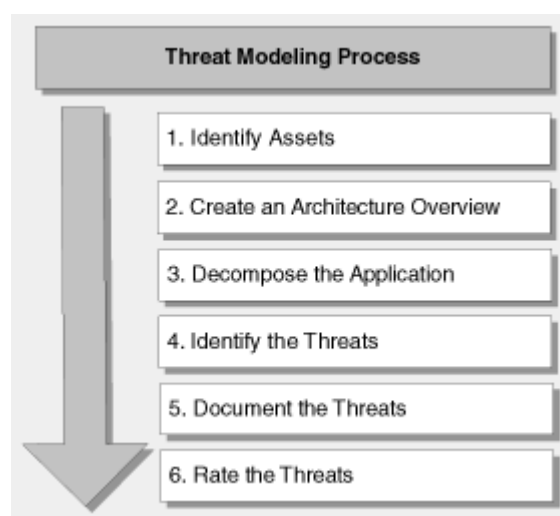 Threat Modeling Process
1. Identify Assets
2. Create an Architecture Overview
3. Decompose the Application
4. Identify the Threats
5. Document the Threats
6. Rate the Threats